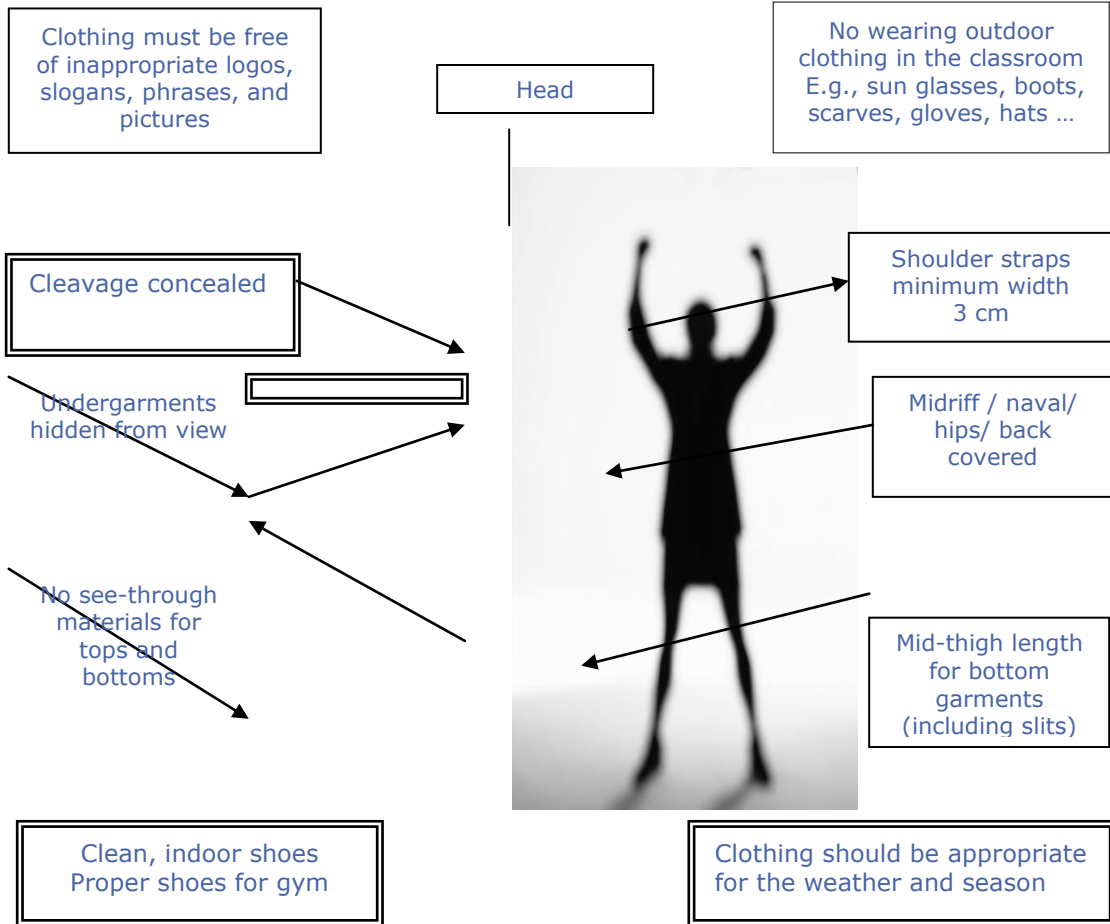 Clothing must be free
of inappropriate logos,
slogans, phrases, and
pictures
Head
No wearing outdoor
clothing in the classroom
E.g., sun glasses, boots,
scarves, gloves, hats ...
Cleavage concealed
Shoulder straps
minimum width
3 cm
Undergarments
hidden from view
Midriff / naval/
hips/ back
covered
No see-through
materials for
tops and
bottoms
Mid-thigh length
for bottom
garments
(including slits)
Clean, indoor shoes
Proper shoes for gym
Clothing should be appropriate
for the weather and season